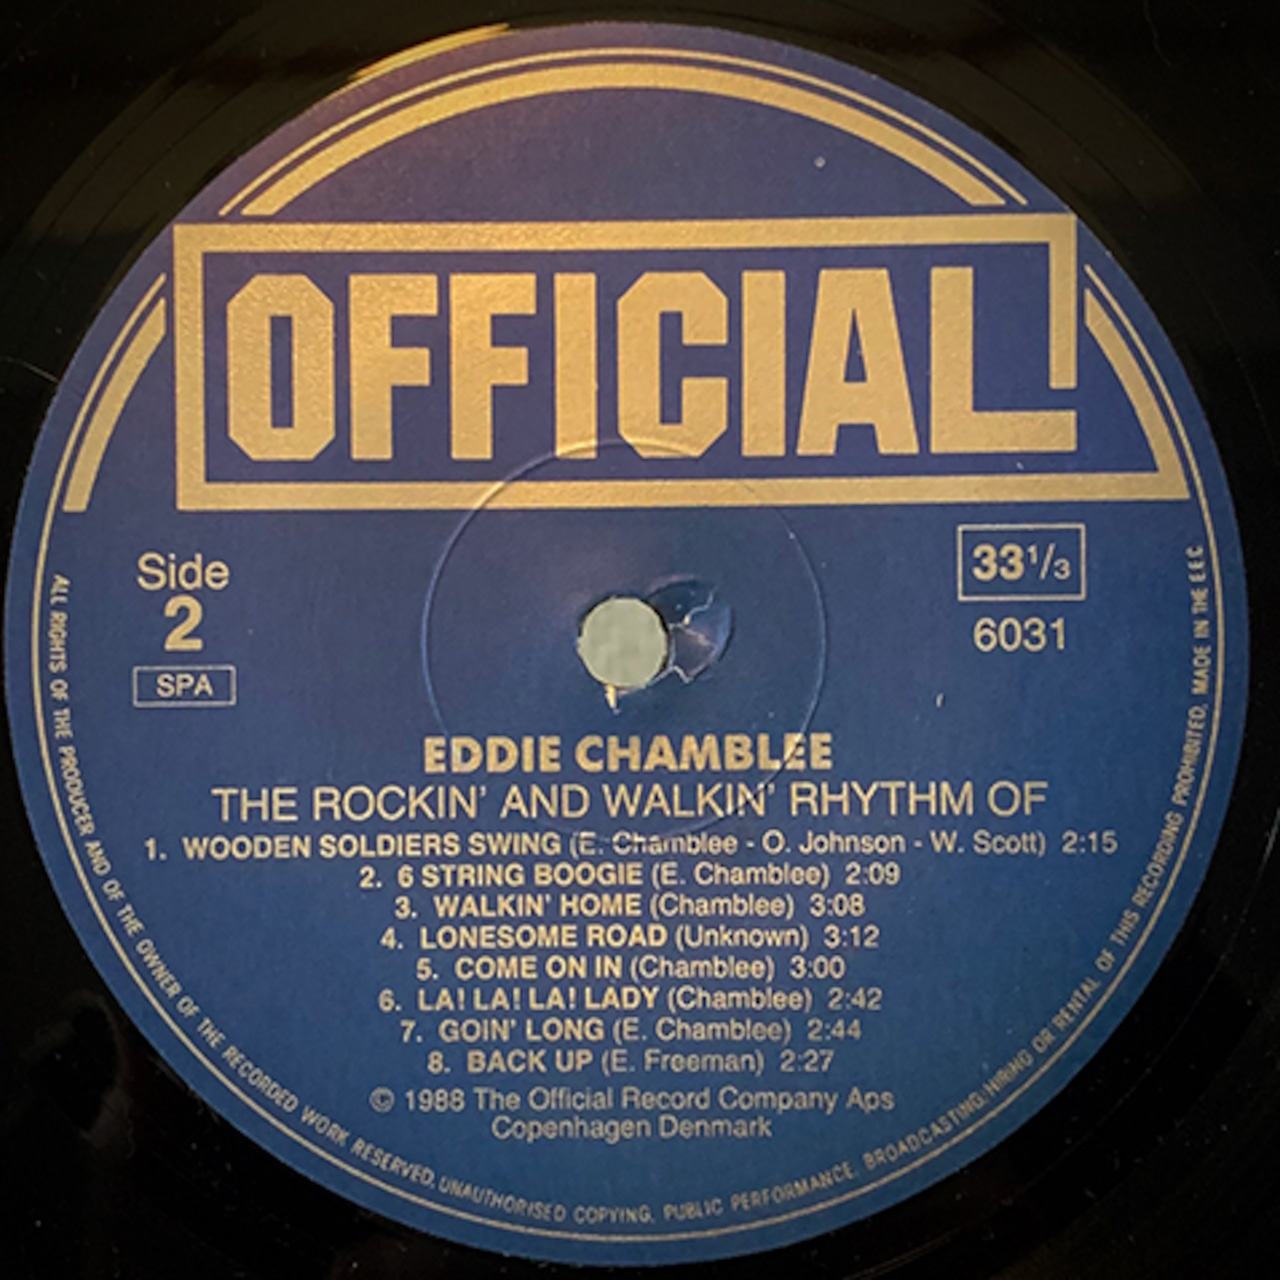 OFFICIAL
Side
2
SPA
33¹/₃
6031
EDDIE CHAMBLEE
THE ROCKIN' AND WALKIN' RHYTHM OF
1. WOODEN SOLDIERS SWING (E. Chamblee - O. Johnson - W. Scott) 2:15
2. 6 STRING BOOGIE (E. Chamblee) 2:09
3. WALKIN' HOME (Chamblee) 3:08
4. LONESOME ROAD (Unknown) 3:12
5. COME ON IN (Chamblee) 3:00
6. LA! LA! LA! LADY (Chamblee) 2:42
7. GOIN' LONG (E. Chamblee) 2:44
8. BACK UP (E. Freeman) 2:27
© 1988 The Official Record Company Aps
Copenhagen Denmark
ALL RIGHTS OF THE PRODUCER AND OF THE OWNER OF THE RECORDED WORK RESERVED. UNAUTHORISED COPYING, PUBLIC PERFORMANCE, BROADCASTING, HIRING OR RENTAL OF THIS RECORDING PROHIBITED, MADE IN THE E.E.C.